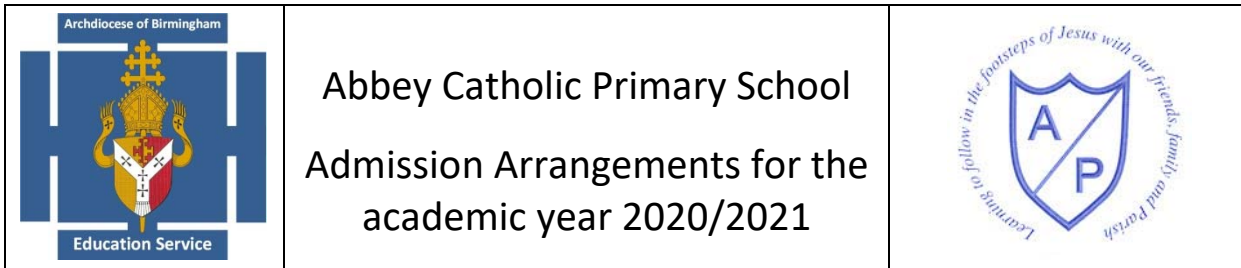 Archdiocese of Birmingham
Education Service
Abbey Catholic Primary School
Admission Arrangements for the
academic year 2020/2021
Learning to follow in the footsteps of Jesus with our friends, family and Parish
A
P